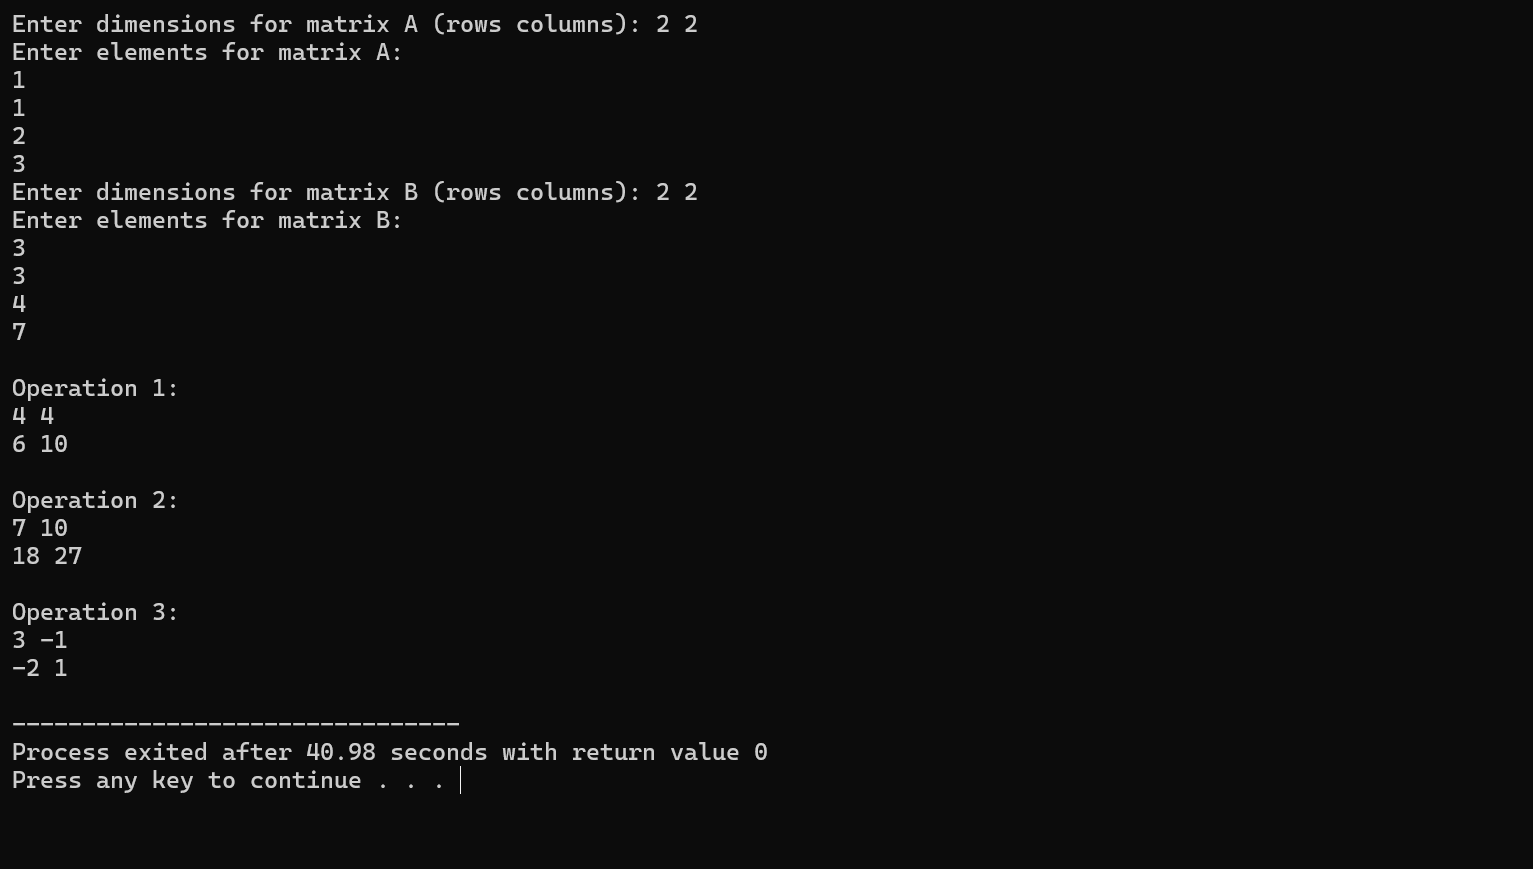 Enter dimensions for matrix A (rows columns): 2 2
Enter elements for matrix A:
1
1
2
3
Enter dimensions for matrix B (rows columns): 2 2
Enter elements for matrix B:
3
3
4
7
Operation 1:
4 4
6 10
Operation 2:
7 10
18 27
Operation 3:
3 -1
-2 1
--------------------------------
Process exited after 40.98 seconds with return value 0
Press any key to continue . . .